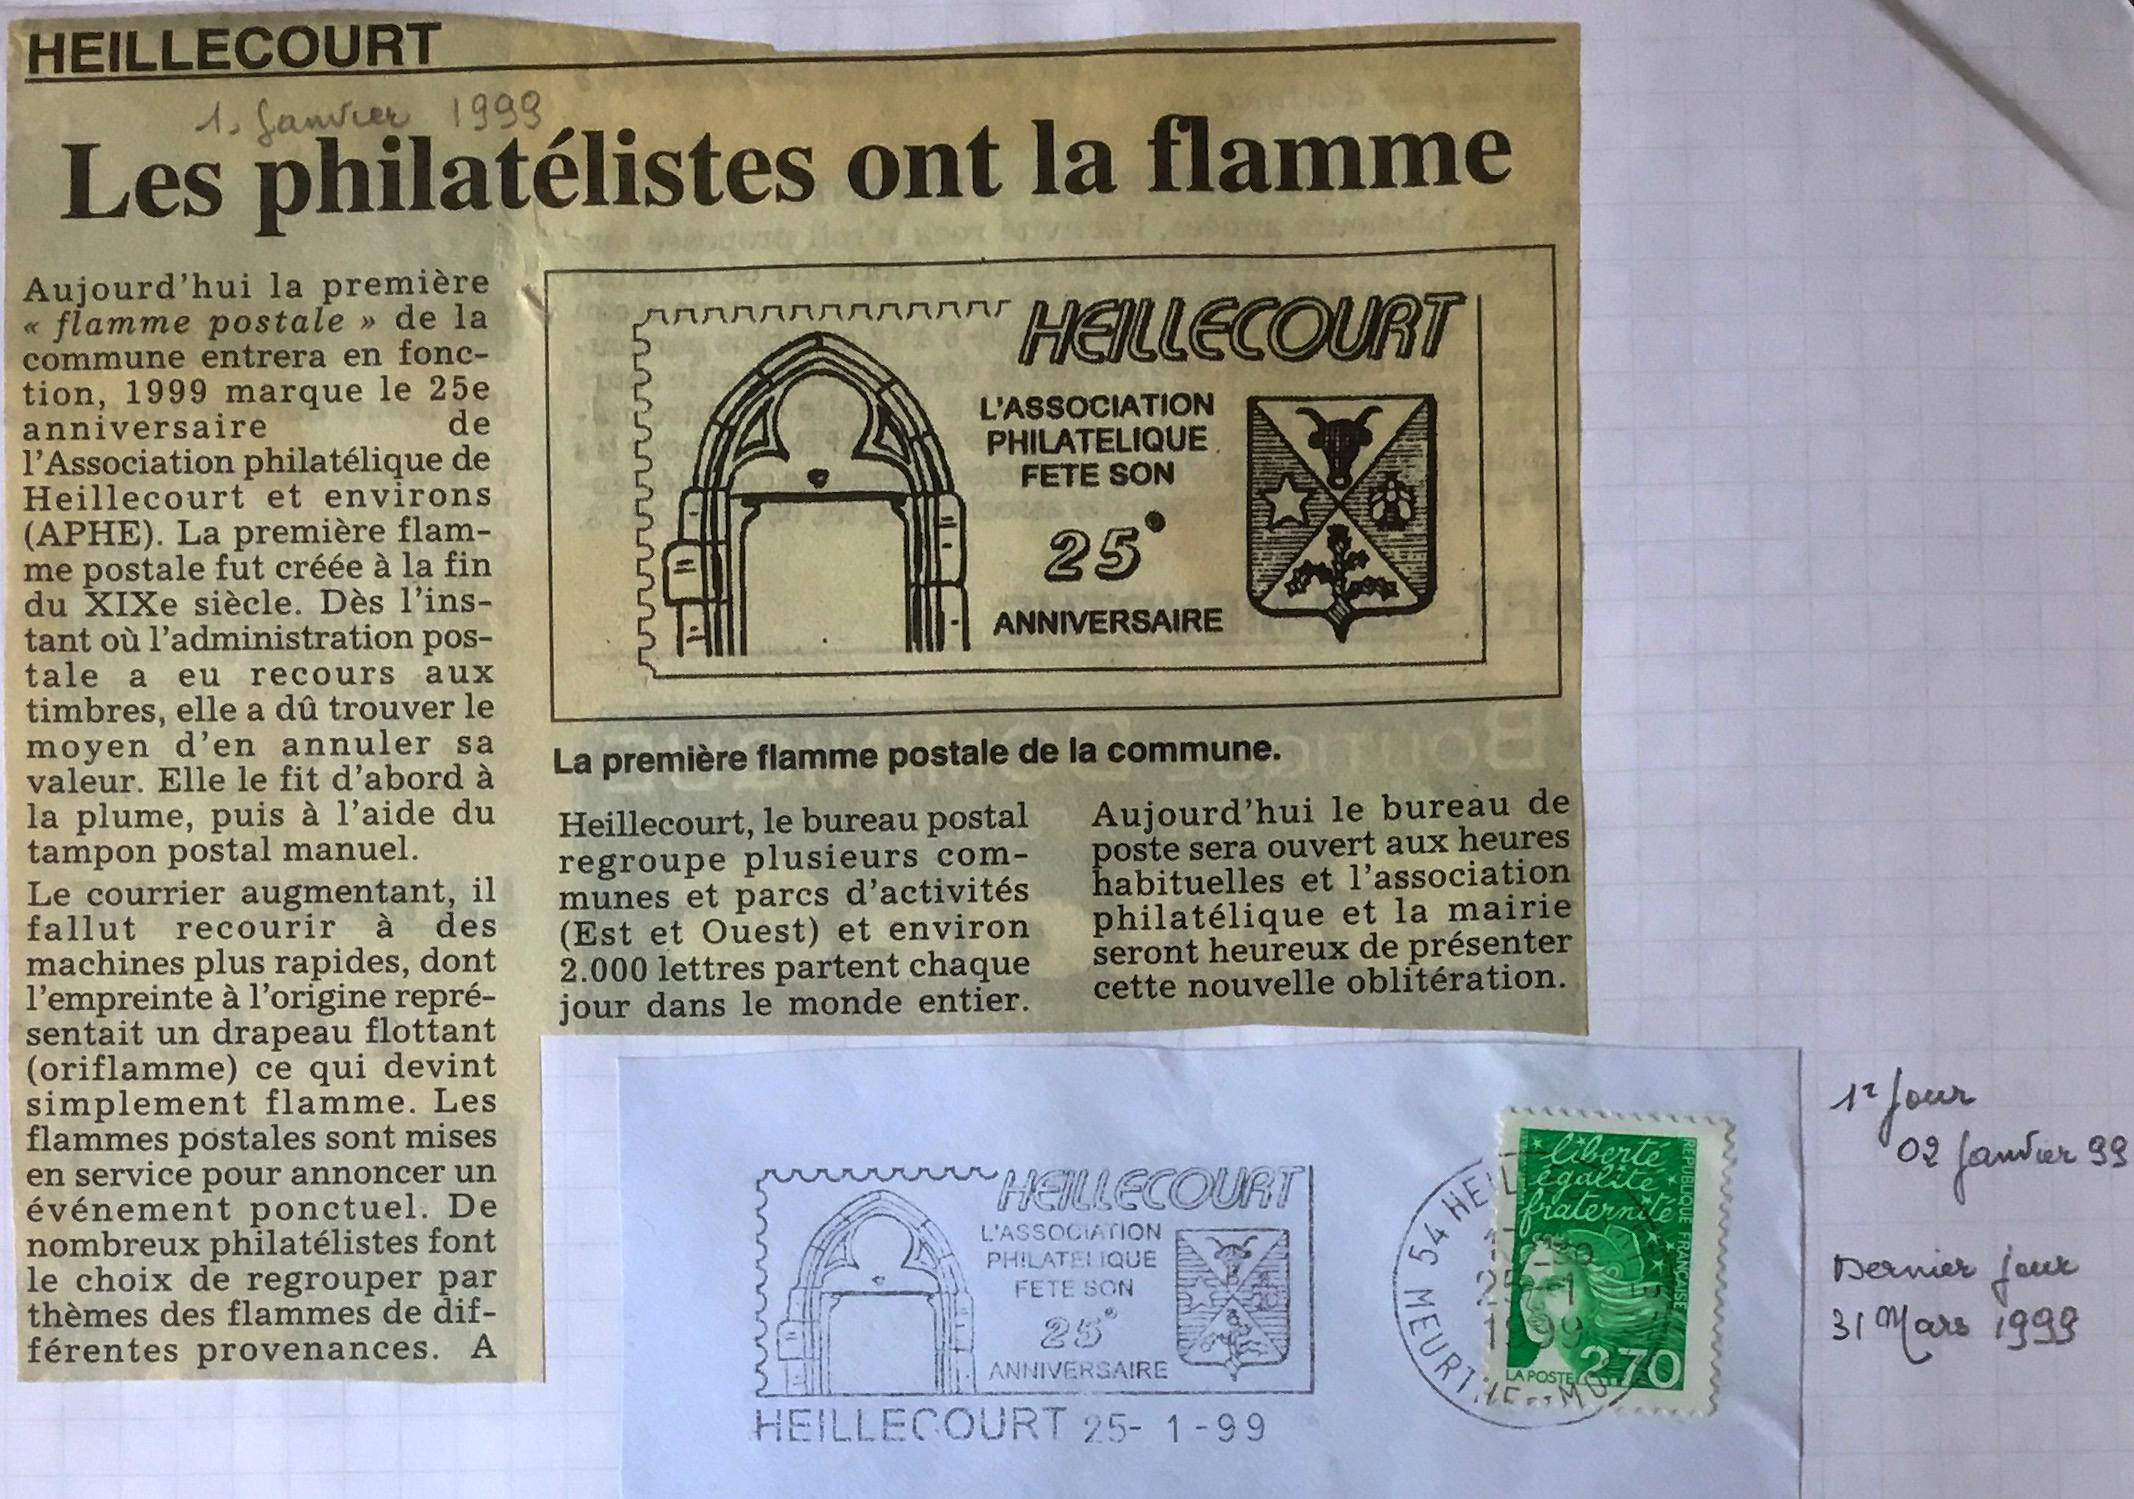 HEILLECOURT
1. Janvier 1999
Les philatélistes ont la flamme
Aujourd'hui la première
« flamme postale » de la
commune entrera en fonc-
tion, 1999 marque le 25e
anniversaire de
l'Association philatélique de
Heillecourt et environs
(APHE). La première flam-
me postale fut créée à la fin
du XIXe siècle. Dès l'ins-
tant où l'administration pos-
tale a eu recours aux
timbres, elle a dû trouver le
moyen d'en annuler sa
valeur. Elle le fit d'abord à
la plume, puis à l'aide du
tampon postal manuel.
Le courrier augmentant, il
fallut recourir à des
machines plus rapides, dont
l'empreinte à l'origine repré-
sentait un drapeau flottant
(oriflamme) ce qui devint
simplement flamme. Les
flammes postales sont mises
en service pour annoncer un
événement ponctuel. De
nombreux philatélistes font
le choix de regrouper par
thèmes des flammes de dif-
férentes provenances. A
HEILLECOURT
L'ASSOCIATION
PHILATELIQUE
FETE SON
25°
ANNIVERSAIRE
La première flamme postale de la commune.
Heillecourt, le bureau postal
regroupe plusieurs com-
munes et parcs d'activités
(Est et Ouest) et environ
2.000 lettres partent chaque
jour dans le monde entier.
Aujourd'hui le bureau de
poste sera ouvert aux heures
habituelles et l'association
philatélique et la mairie
seront heureux de présenter
cette nouvelle oblitération.
HEILLECOURT
L'ASSOCIATION
PHILATELIQUE
FETE SON
25°
ANNIVERSAIRE
HEILLECOURT 25- 1 -99
54 HEIL
25-1
1999
MEURTHE ET MO
liberté
égalité
fraternité
REPUBLIQUE FRANÇAISE
LA POSTE
2,70
1r Jour
02 Janvier 99
Dernier jour
31 Mars 1999